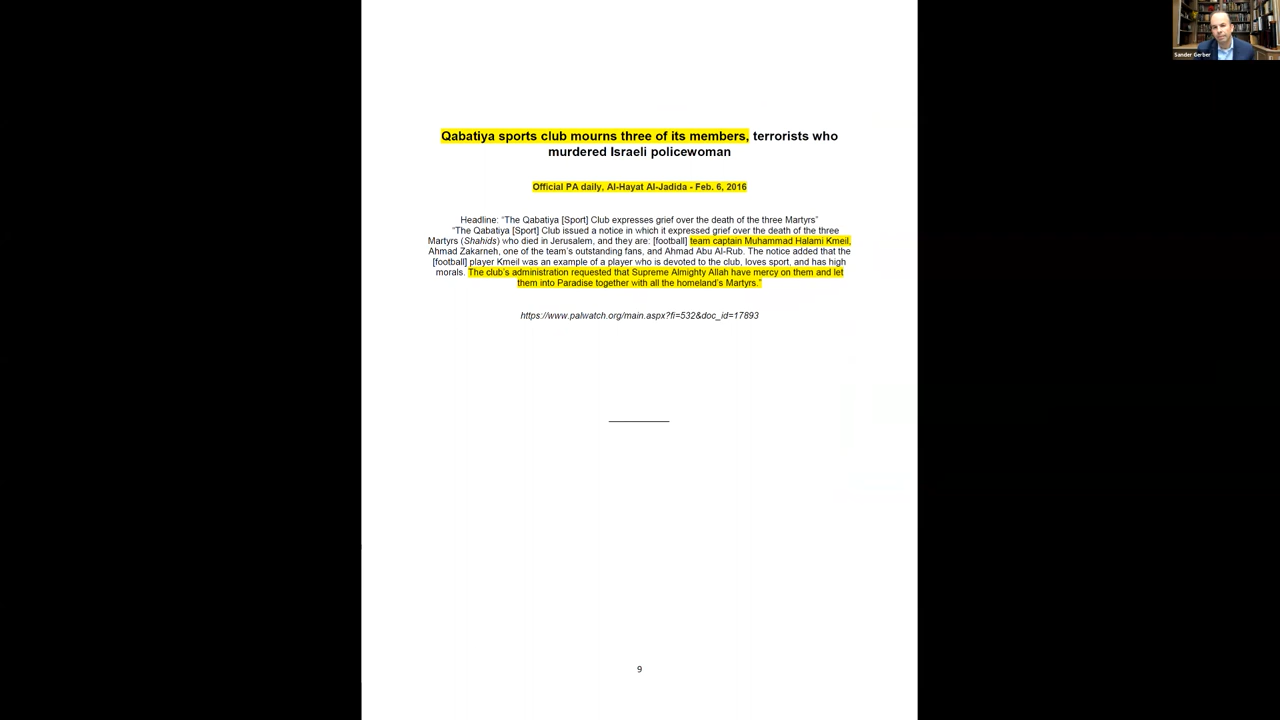 Sander Gerber
Qabatiya sports club mourns three of its members, terrorists who
murdered Israeli policewoman
Official PA daily, Al-Hayat Al-Jadida - Feb. 6, 2016
Headline: “The Qabatiya [Sport] Club expresses grief over the death of the three Martyrs”
“The Qabatiya [Sport] Club issued a notice in which it expressed grief over the death of the three
Martyrs (Shahids) who died in Jerusalem, and they are: [football] team captain Muhammad Halami Kmeil,
Ahmad Zakarneh, one of the team’s outstanding fans, and Ahmad Abu Al-Rub. The notice added that the
[football] player Kmeil was an example of a player who is devoted to the club, loves sport, and has high
morals. The club’s administration requested that Supreme Almighty Allah have mercy on them and let
them into Paradise together with all the homeland’s Martyrs.”
https://www.palwatch.org/main.aspx?fi=532&doc_id=17893
9